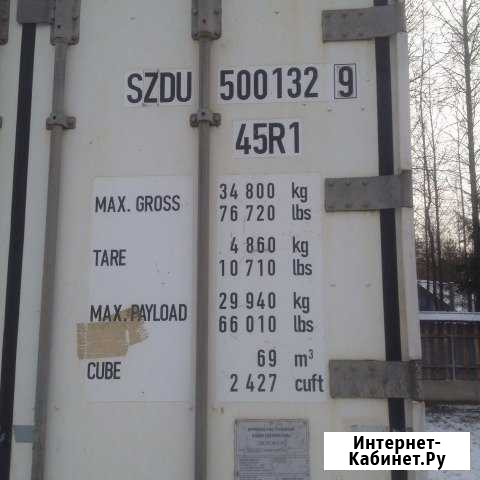 SZDU 500132 9
45R1
MAX. GROSS 34 800 kg
76 720 lbs
TARE 4 860 kg
10 710 lbs
MAX. PAYLOAD 29 940 kg
66 010 lbs
CUBE 69 m³
2 427 cuft
Интернет-
Кабинет.Ру